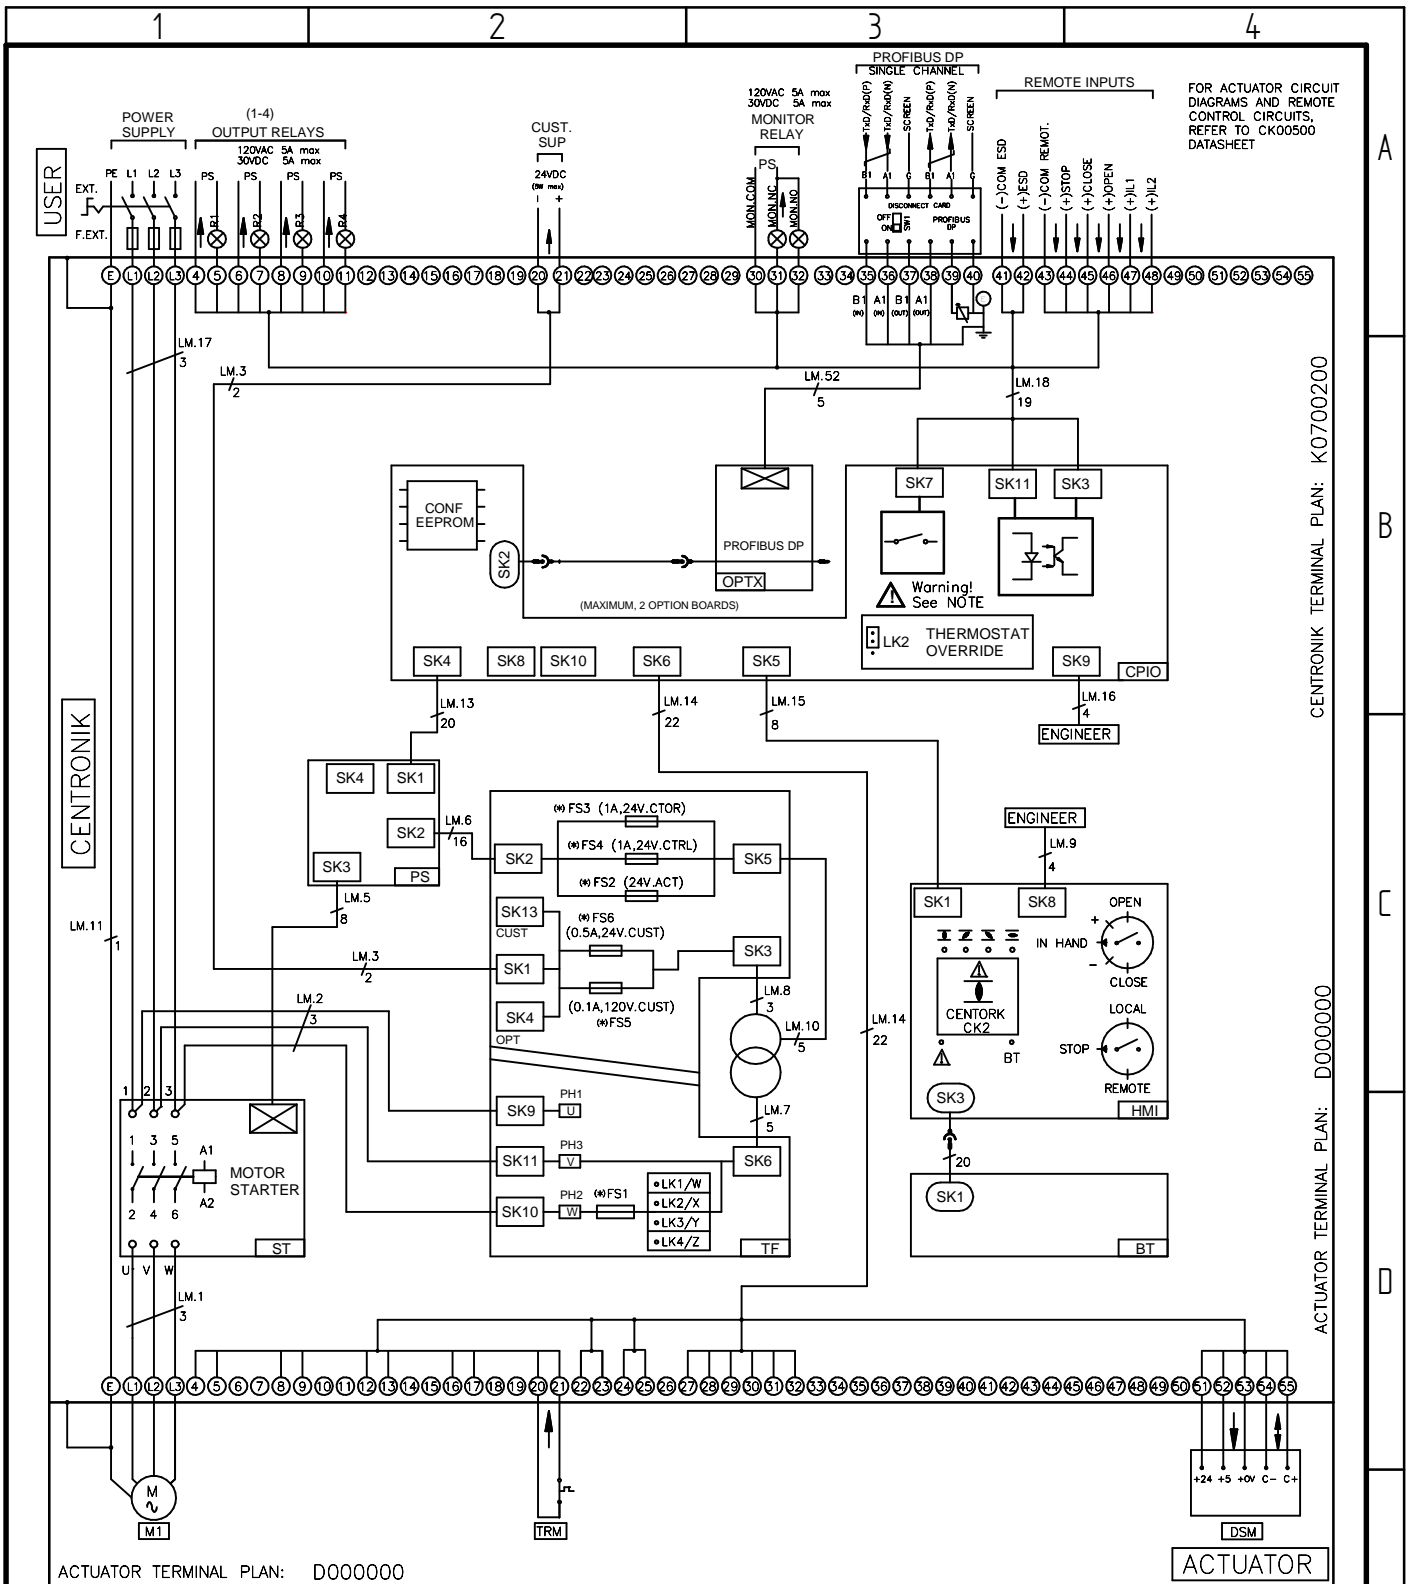 1 2 3 4
A
B
C
D
USER
POWER
SUPPLY
PE L1 L2 L3
EXT.
F.EXT.
(1-4)
OUTPUT RELAYS
120VAC 5A max
30VDC 5A max
PS PS PS PS
R1 R2 R3 R4
CUST.
SUP
24VDC
(5W max)
- +
120VAC 5A max
30VDC 5A max
MONITOR
RELAY
PS
MON.COM
MON.NC
MON.NO
PROFIBUS DP
SINGLE CHANNEL
TxD/RxD(P)
TxD/RxD(N)
SCREEN
TxD/RxD(P)
TxD/RxD(N)
SCREEN
B1 A1 G B1 A1 G
DISCONNECT CARD
OFF
ON
SW1
PROFIBUS
DP
REMOTE INPUTS
(-)COM ESD
(+)ESD
(-)COM REMOT.
(+)STOP
(+)CLOSE
(+)OPEN
(+)IL1
(+)IL2
FOR ACTUATOR CIRCUIT
DIAGRAMS AND REMOTE
CONTROL CIRCUITS,
REFER TO CK00500
DATASHEET
E L1 L2 L3 4 5 6 7 8 9 10 11 12 13 14 15 16 17 18 19 20 21 22 23 24 25 26 27 28 29 30 31 32 33 34 35 36 37 38 39 40 41 42 43 44 45 46 47 48 49 50 51 52 53 54 55
B1 A1 B1 A1
(IN) (IN) (OUT) (OUT)
LM.17
3
LM.3
2
LM.52
5
LM.18
19
CENTRONIK TERMINAL PLAN: K0700200
CONF
EEPROM
SK2
PROFIBUS DP
OPTX
(MAXIMUM, 2 OPTION BOARDS)
SK7
SK11
SK3
Warning!
See NOTE
LK2
THERMOSTAT
OVERRIDE
SK4
SK8
SK10
SK6
SK5
SK9
CPIO
LM.13
20
LM.14
22
LM.15
8
LM.16
4
ENGINEER
CENTRONIK
SK4
SK1
SK2
SK3
PS
LM.6
16
LM.5
8
LM.11
1
LM.3
2
LM.2
3
(*)FS3 (1A,24V.CTOR)
(*)FS4 (1A,24V.CTRL)
(*)FS2 (24V.ACT)
SK2
SK5
SK13
CUST
(*)FS6
(0.5A,24V.CUST)
SK1
SK3
SK4
OPT
(0.1A,120V.CUST)
(*)FS5
LM.8
3
LM.10
5
LM.7
5
SK9
PH1
U
SK11
PH3
V
SK6
SK10
PH2
W
(*)FS1
LK1/W
LK2/X
LK3/Y
LK4/Z
TF
LM.14
22
ENGINEER
LM.9
4
SK1
SK8
OPEN
+
IN HAND
-
CLOSE
CENTORK
CK2
BT
LOCAL
STOP
REMOTE
SK3
HMI
20
SK1
BT
ACTUATOR TERMINAL PLAN: D000000
1 2 3
1 3 5
A1
A2
MOTOR
STARTER
2 4 6
ST
U V W
LM.1
3
E L1 L2 L3 4 5 6 7 8 9 10 11 12 13 14 15 16 17 18 19 20 21 22 23 24 25 26 27 28 29 30 31 32 33 34 35 36 37 38 39 40 41 42 43 44 45 46 47 48 49 50 51 52 53 54 55
M
M1
TRM
+24 +5 +0V C- C+
DSM
ACTUATOR TERMINAL PLAN: D000000
ACTUATOR